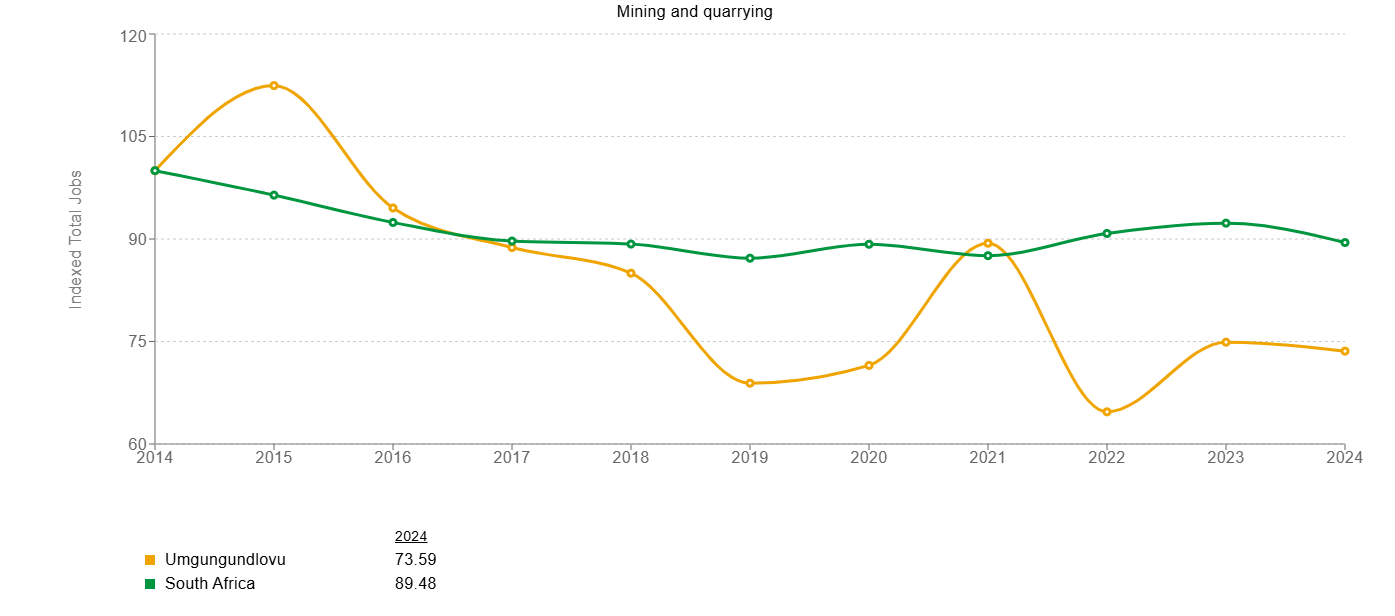 Mining and quarrying
120
105
90
75
60
Indexed Total Jobs
2014 2015 2016 2017 2018 2019 2020 2021 2022 2023 2024
2024
Umgungundlovu 73.59
South Africa 89.48